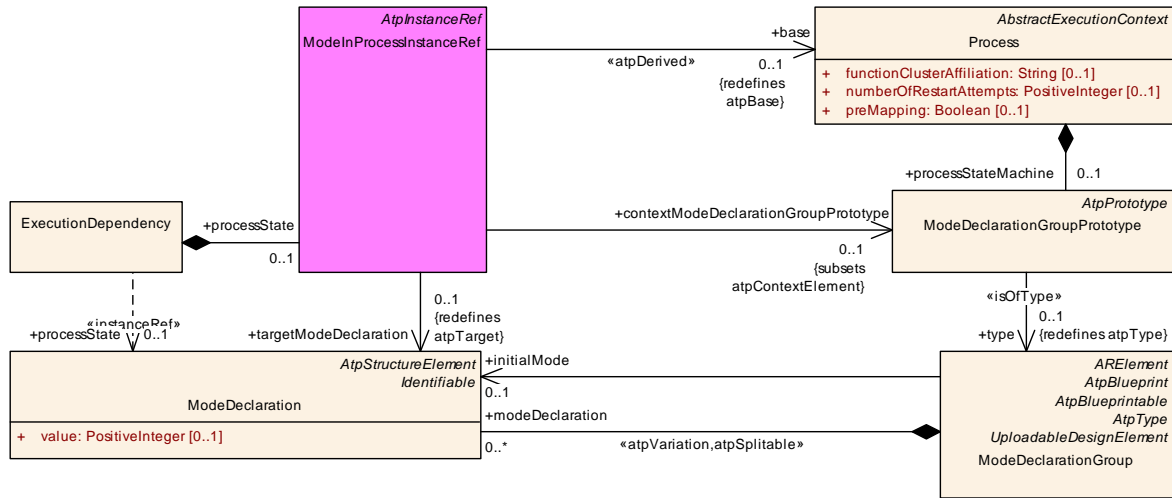 AtpInstanceRef
ModeInProcessInstanceRef
+base
«atpDerived»
0..1
{redefines
atpBase}
AbstractExecutionContext
Process
+ functionClusterAffiliation: String [0..1]
+ numberOfRestartAttempts: PositiveInteger [0..1]
+ preMapping: Boolean [0..1]
+processStateMachine 0..1
ExecutionDependency
+processState
0..1
+contextModeDeclarationGroupPrototype
0..1
{subsets
atpContextElement}
AtpPrototype
ModeDeclarationGroupPrototype
«instanceRef»
+processState 0..1
0..1
{redefines
+targetModeDeclaration atpTarget}
«isOfType»
0..1
+type {redefines atpType}
AtpStructureElement
Identifiable
ModeDeclaration
+ value: PositiveInteger [0..1]
+initialMode
0..1
+modeDeclaration
0..*
«atpVariation,atpSplitable»
ARElement
AtpBlueprint
AtpBlueprintable
AtpType
UploadableDesignElement
ModeDeclarationGroup